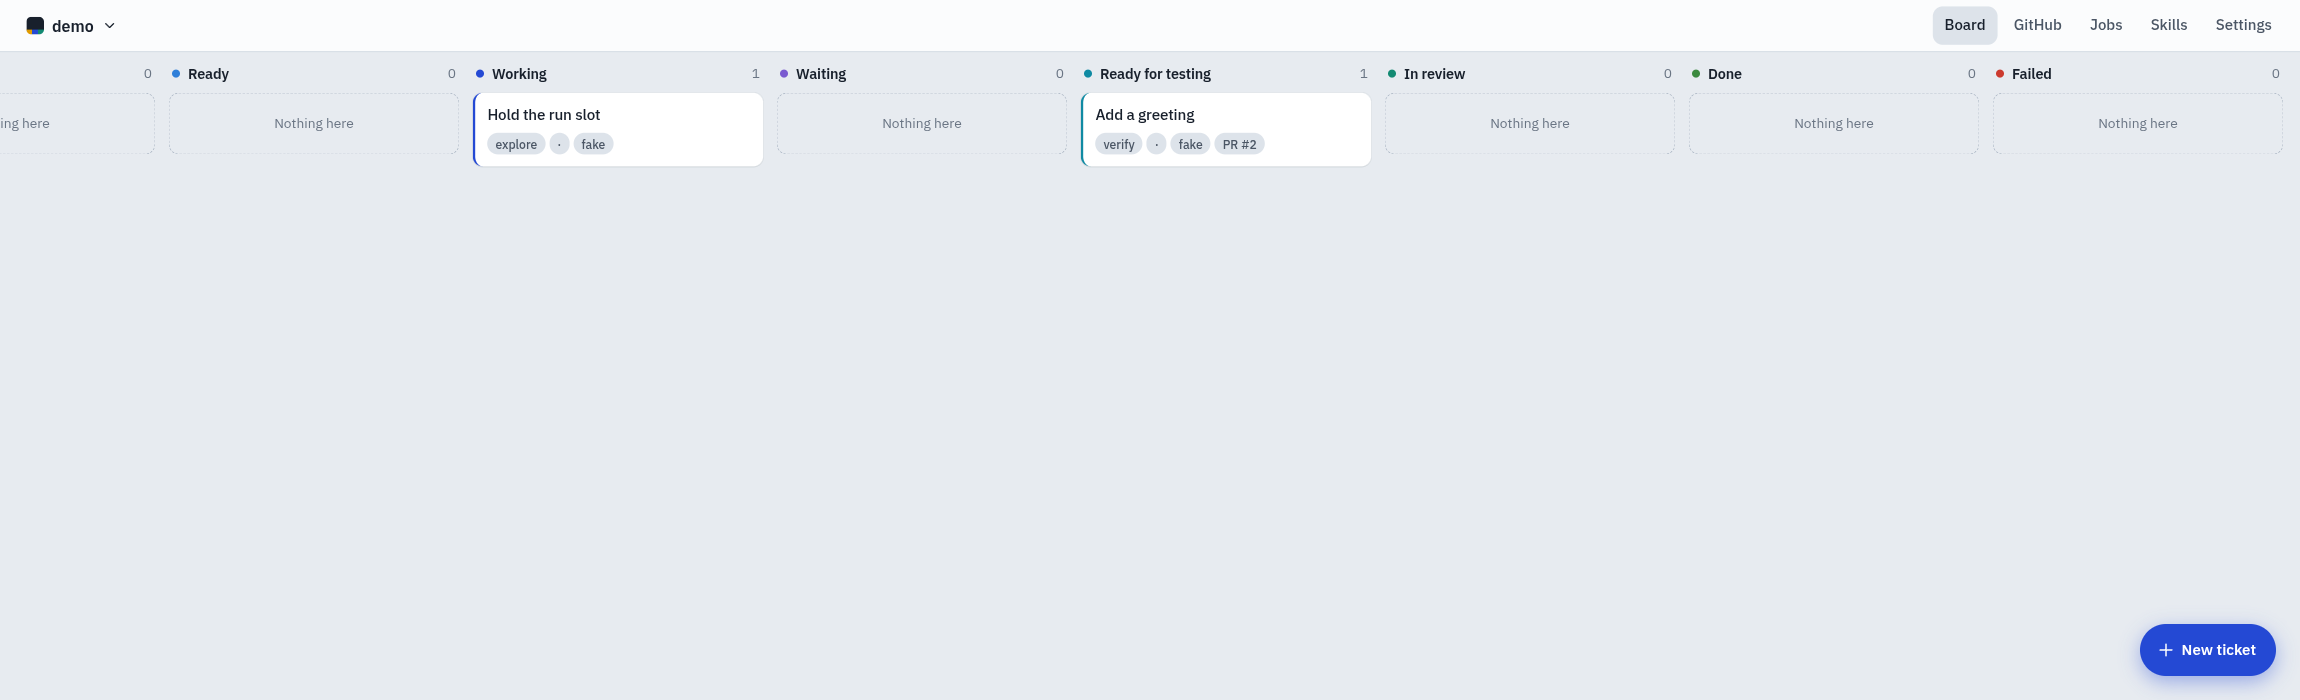 demo
Board GitHub Jobs Skills Settings
0
Ready 0
Working 1
Waiting 0
Ready for testing 1
In review 0
Done 0
Failed 0
ing here
Nothing here
Hold the run slot
explore · fake
Nothing here
Add a greeting
verify · fake PR #2
Nothing here
Nothing here
Nothing here
+ New ticket